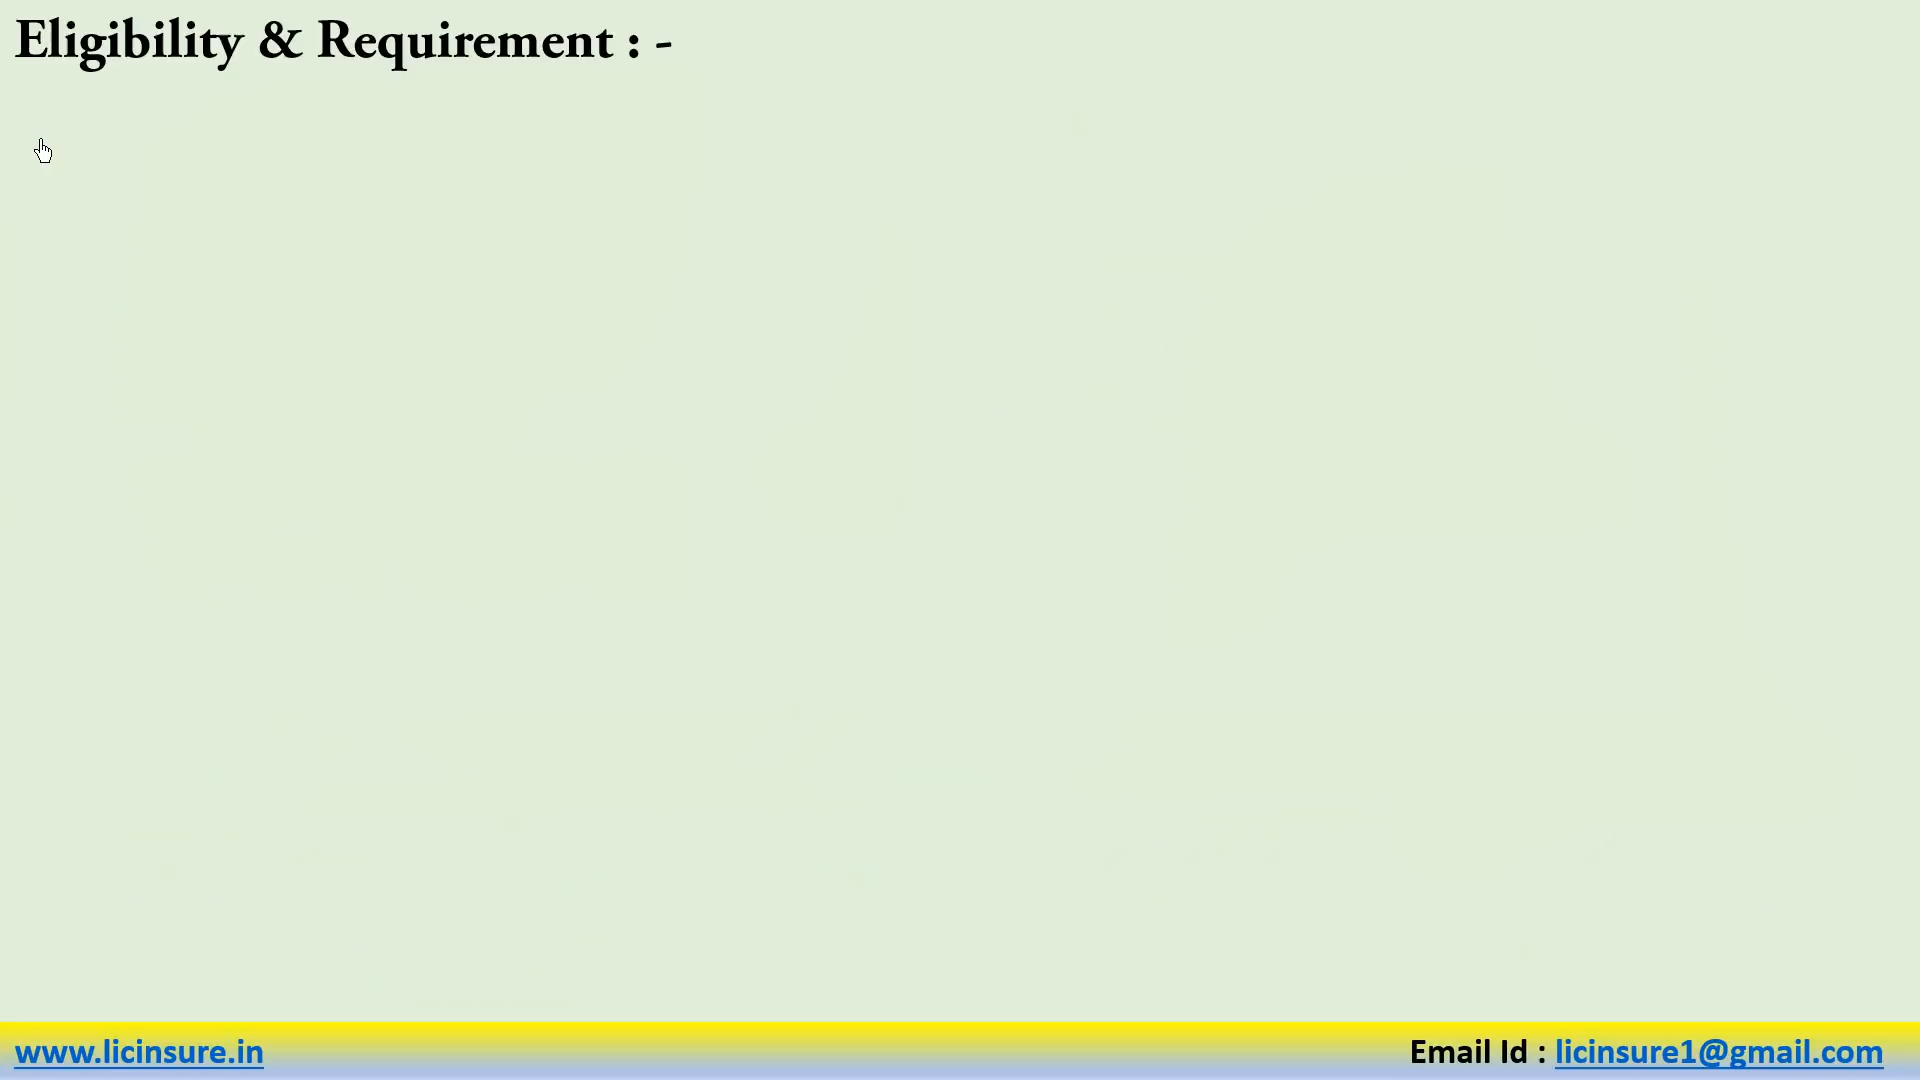 Eligibility & Requirement : -
www.licinsure.in
Email Id : licinsure1@gmail.com